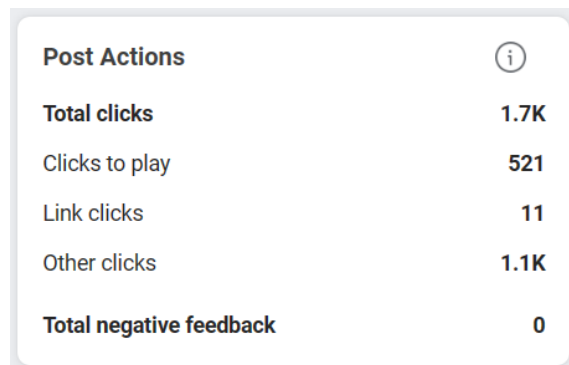 Post Actions
Total clicks 1.7K
Clicks to play 521
Link clicks 11
Other clicks 1.1K
Total negative feedback 0